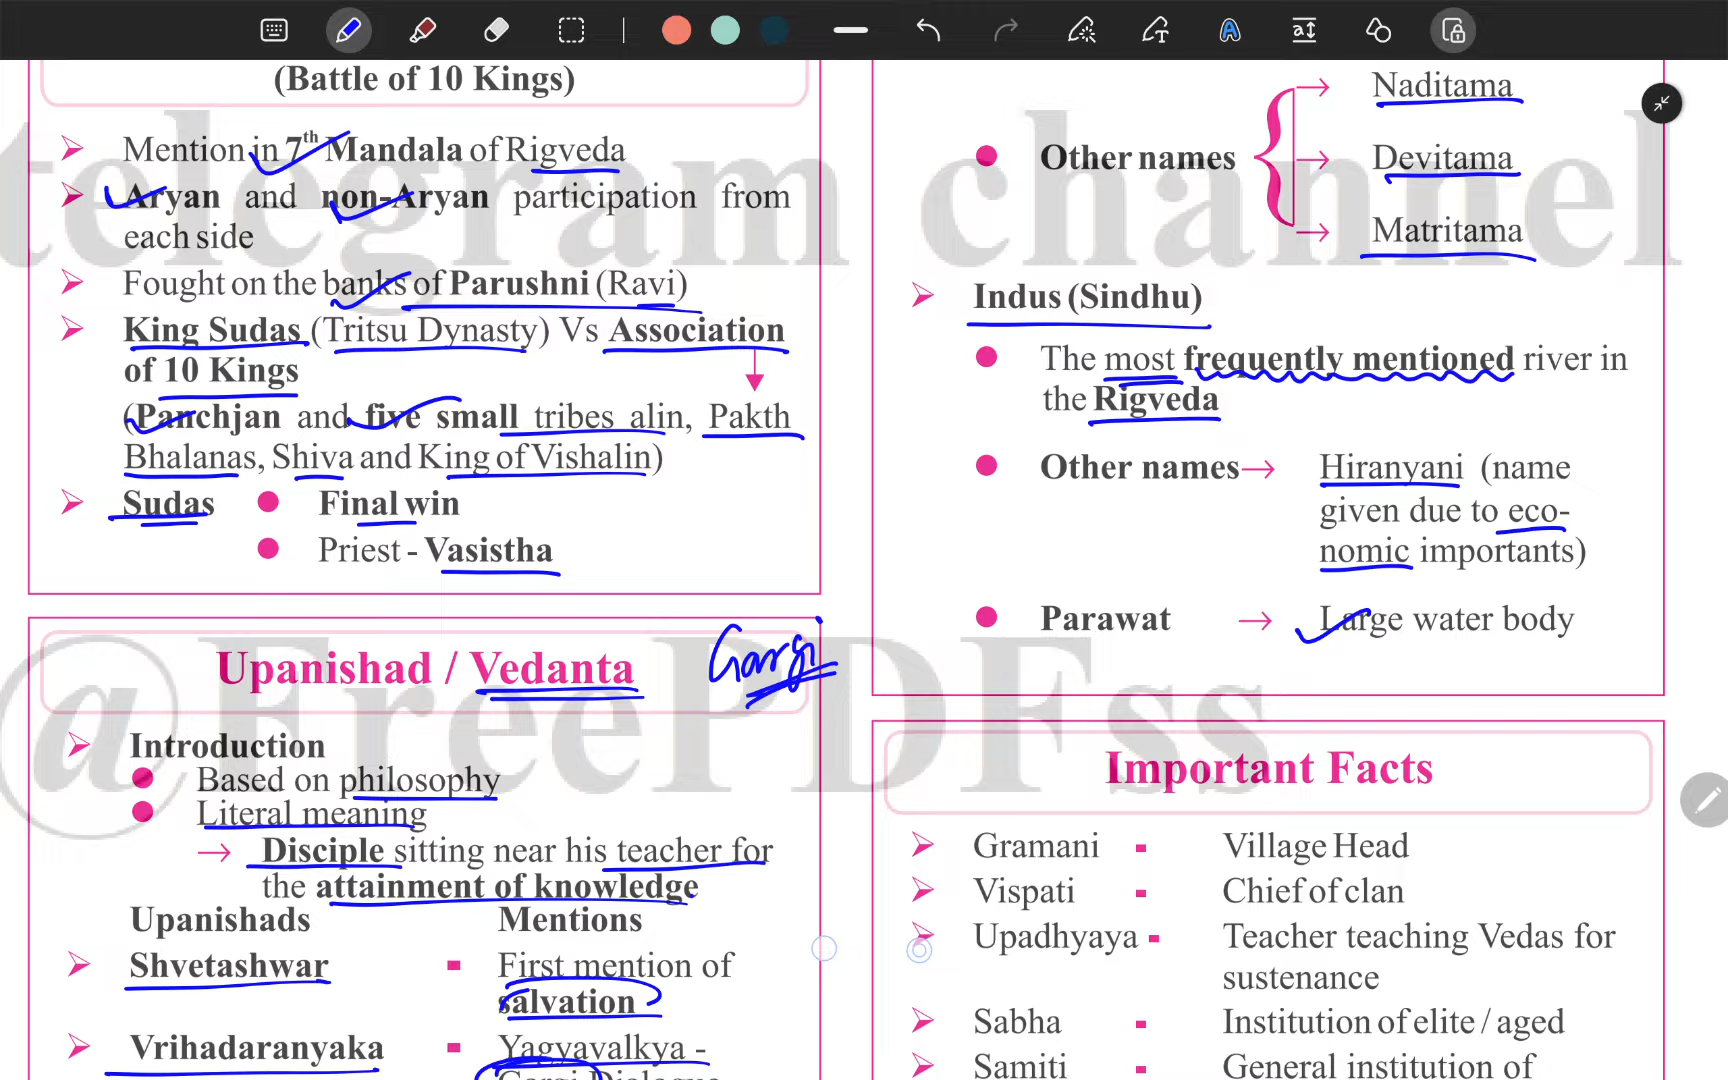 (Battle of 10 Kings)
Mention in 7th Mandala of Rigveda
Aryan and non-Aryan participation from
each side
Fought on the banks of Parushni (Ravi)
King Sudas (Tritsu Dynasty) Vs Association
of 10 Kings
(Panchjan and five small tribes alin, Pakth
Bhalanas, Shiva and King of Vishalin)
Sudas Final win
Priest - Vasistha
Upanishad / Vedanta
Gargi
Introduction
Based on philosophy
Literal meaning
→ Disciple sitting near his teacher for
the attainment of knowledge
Upanishads Mentions
Shvetashwar - First mention of
salvation
Vrihadaranyaka - Yagyavalkya -
Gargi Dialogue
Other names
→ Naditama
→ Devitama
→ Matritama
Indus (Sindhu)
The most frequently mentioned river in
the Rigveda
Other names → Hiranyani (name
given due to eco-
nomic importants)
Parawat → Large water body
Important Facts
Gramani - Village Head
Vispati - Chief of clan
Upadhyaya - Teacher teaching Vedas for
sustenance
Sabha - Institution of elite / aged
Samiti - General institution of
telegram channel
@FreePDFss